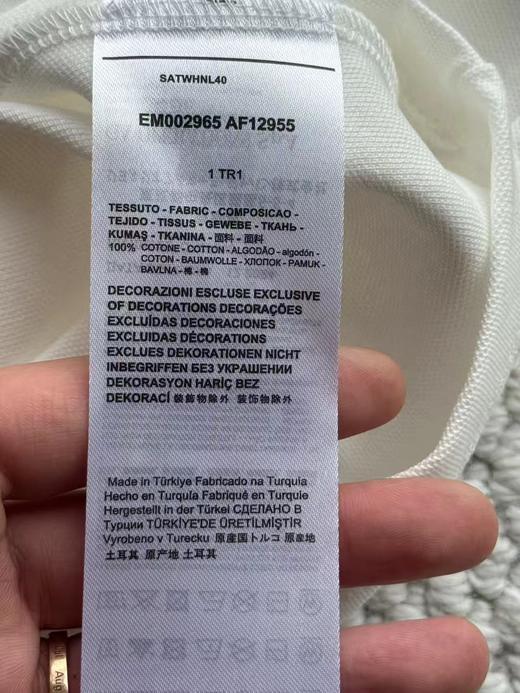 SATWHNL40
EM002965 AF12955
1 TR1
TESSUTO - FABRIC - COMPOSICAO -
TEJIDO - TISSUS - GEWEBE - ТКАНЬ -
KUMAŞ - TKANINA - 面料 - 面料
100% COTONE - COTTON - ALGODÃO - algodón -
COTON - BAUMWOLLE - ХЛОПОК - PAMUK -
BAVLNA - 棉 - 棉
DECORAZIONI ESCLUSE EXCLUSIVE
OF DECORATIONS DECORAÇÕES
EXCLUÍDAS DECORACIONES
EXCLUIDAS DÉCORATIONS
EXCLUES DEKORATIONEN NICHT
INBEGRIFFEN БЕЗ УКРАШЕНИИ
DEKORASYON HARİÇ BEZ
DEKORACÍ 裝飾物除外 装饰物除外
Made in Türkiye Fabricado na Turquia
Hecho en Turquía Fabriqué en Turquie
Hergestellt in der Türkei СДЕЛАНО В
Турции TÜRKİYE'DE ÜRETİLMİŞTİR
Vyrobeno v Turecku 原産国トルコ 原產地
土耳其 原产地 土耳其
Aug